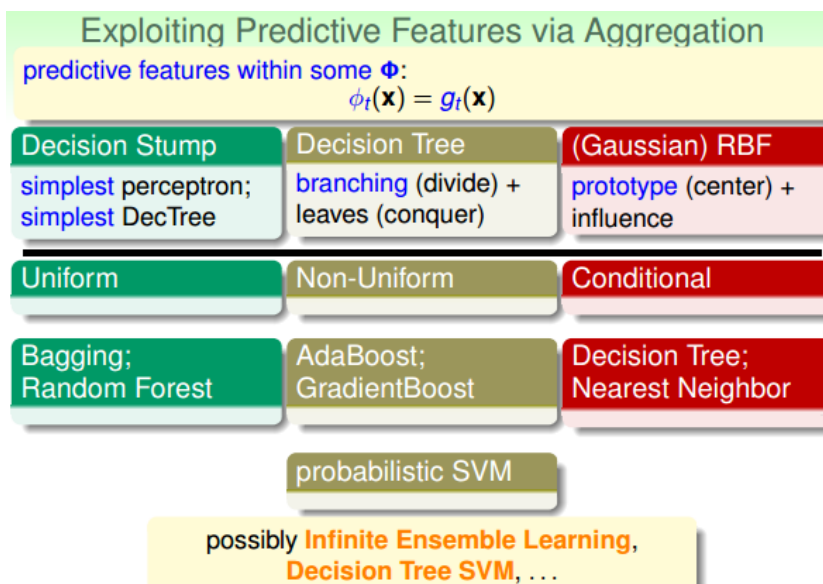 Exploiting Predictive Features via Aggregation
predictive features within some Φ:
ϕt(x) = gt(x)
Decision Stump
simplest perceptron;
simplest DecTree
Decision Tree
branching (divide) +
leaves (conquer)
(Gaussian) RBF
prototype (center) +
influence
Uniform
Non-Uniform
Conditional
Bagging;
Random Forest
AdaBoost;
GradientBoost
Decision Tree;
Nearest Neighbor
probabilistic SVM
possibly Infinite Ensemble Learning,
Decision Tree SVM, ...